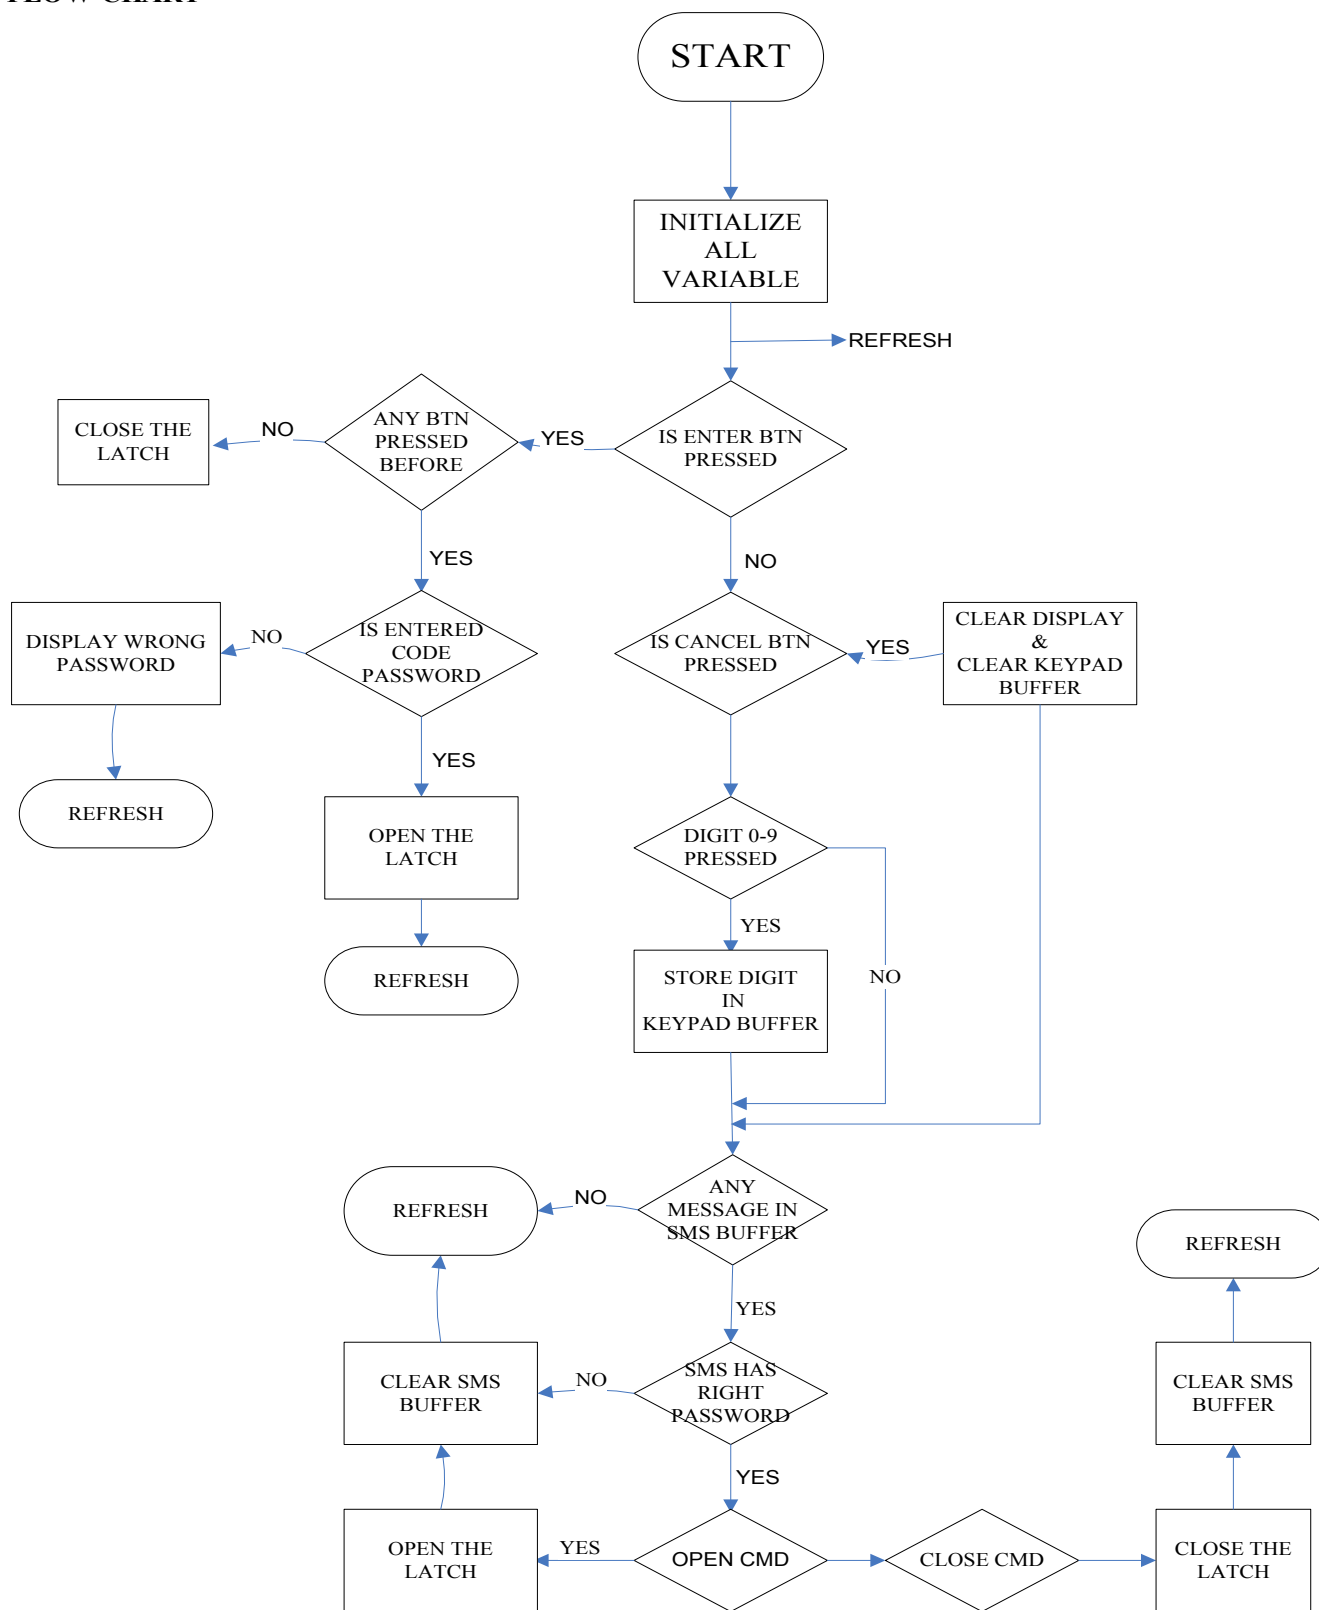 FLOW CHART
START
INITIALIZE
ALL
VARIABLE
REFRESH
IS ENTER BTN
PRESSED
YES
ANY BTN
PRESSED
BEFORE
NO
CLOSE THE
LATCH
YES
IS ENTERED
CODE
PASSWORD
NO
DISPLAY WRONG
PASSWORD
REFRESH
YES
OPEN THE
LATCH
REFRESH
NO
IS CANCEL BTN
PRESSED
YES
CLEAR DISPLAY
&
CLEAR KEYPAD
BUFFER
DIGIT 0-9
PRESSED
YES
NO
STORE DIGIT
IN
KEYPAD BUFFER
ANY
MESSAGE IN
SMS BUFFER
NO
REFRESH
YES
SMS HAS
RIGHT
PASSWORD
NO
CLEAR SMS
BUFFER
YES
OPEN CMD
YES
OPEN THE
LATCH
CLOSE CMD
CLOSE THE
LATCH
CLEAR SMS
BUFFER
REFRESH